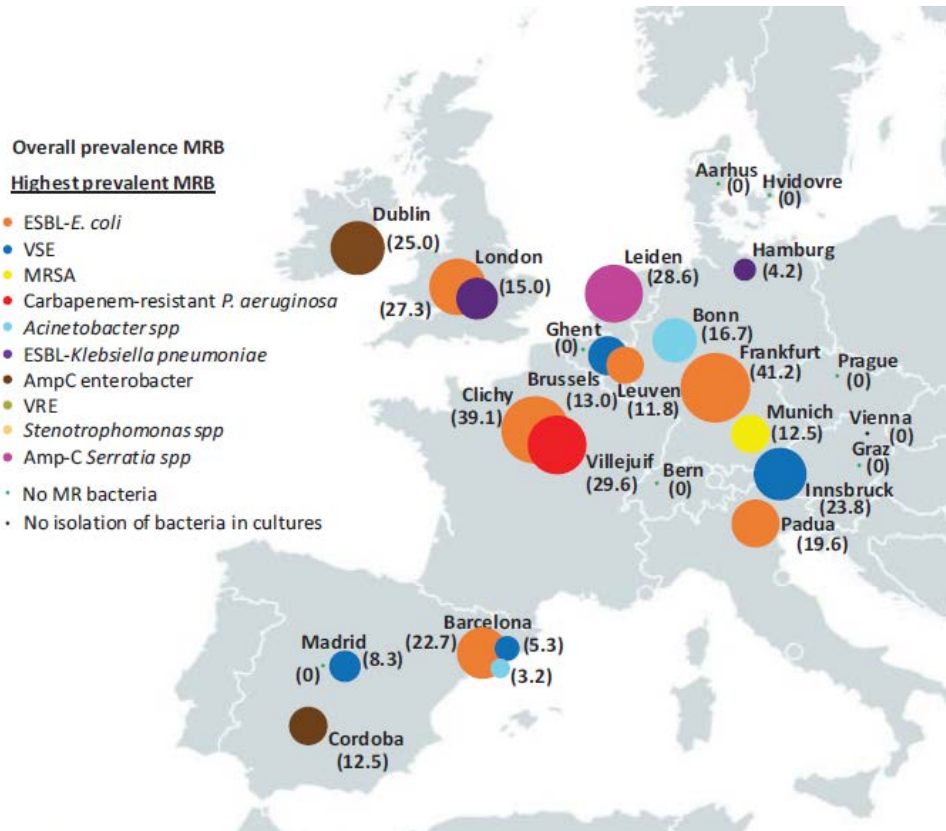 Overall prevalence MRB
Highest prevalent MRB
ESBL-E. coli
VSE
MRSA
Carbapenem-resistant P. aeruginosa
Acinetobacter spp
ESBL-Klebsiella pneumoniae
AmpC enterobacter
VRE
Stenotrophomonas spp
Amp-C Serratia spp
No MR bacteria
No isolation of bacteria in cultures
Aarhus
(0)
Hvidovre
(0)
Dublin
(25.0)
London
(15.0)
(27.3)
Leiden
(28.6)
Hamburg
(4.2)
Ghent
(0)
Bonn
(16.7)
Brussels
(13.0)
Leuven
(11.8)
Frankfurt
(41.2)
Prague
(0)
Clichy
(39.1)
Villejuif
(29.6)
Munich
(12.5)
Vienna
(0)
Graz
(0)
Bern
(0)
Innsbruck
(23.8)
Padua
(19.6)
Barcelona
(22.7)
(5.3)
(3.2)
Madrid
(8.3)
(0)
Cordoba
(12.5)